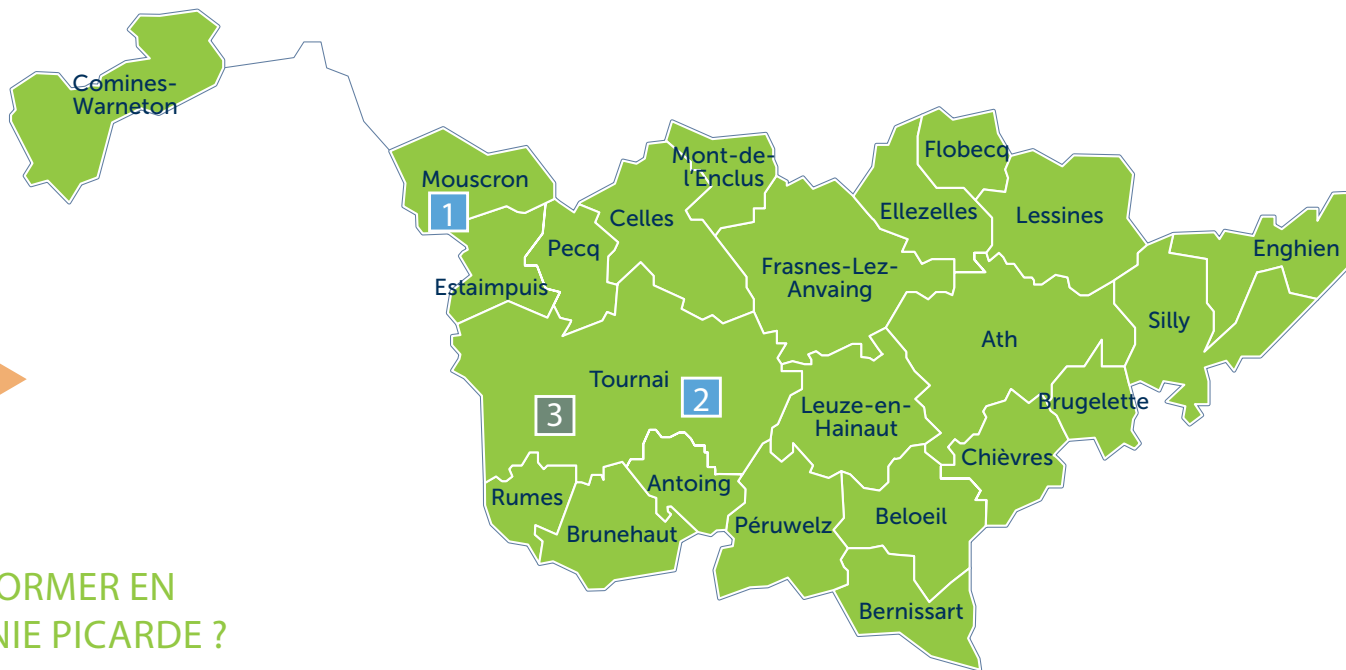 Comines-
Warneton
Mouscron
1
Estaimpuis
Pecq
Celles
Mont-de-
l'Enclus
Frasnes-Lez-
Anvaing
Ellezelles
Flobecq
Lessines
Enghien
Silly
Ath
Brugelette
Chièvres
Leuze-en-
Hainaut
Tournai
2
3
Rumes
Brunehaut
Antoing
Péruwelz
Beloeil
Bernissart
ORMER EN
NIE PICARDE ?